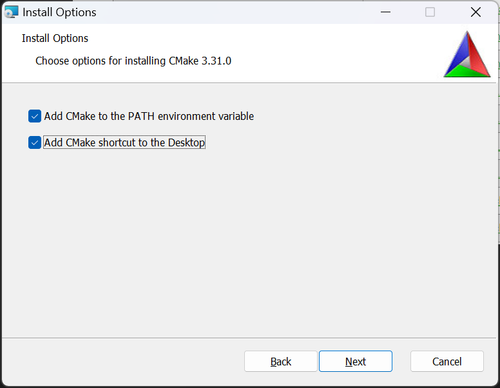 Install Options
Install Options
Choose options for installing CMake 3.31.0
Add CMake to the PATH environment variable
Add CMake shortcut to the Desktop
Back
Next
Cancel